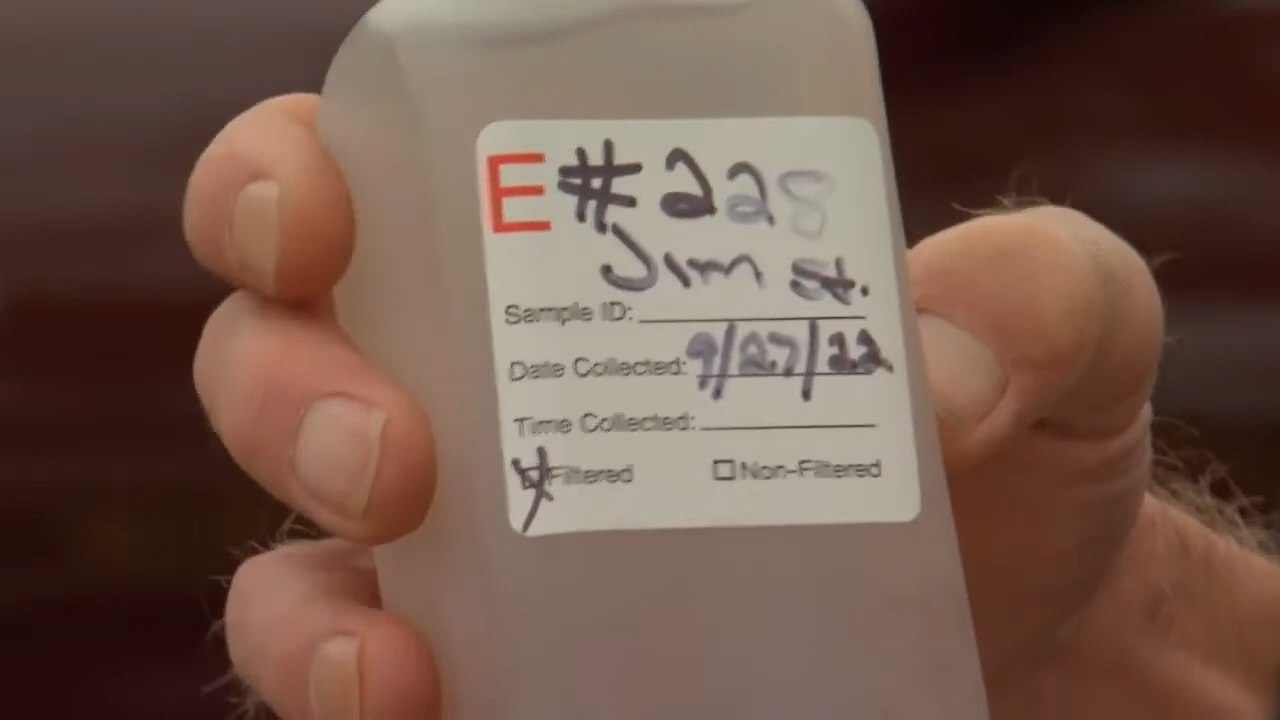 E #228
Jim St.
Sample ID:
Date Collected: 9/27/22
Time Collected:
Filtered Non-Filtered